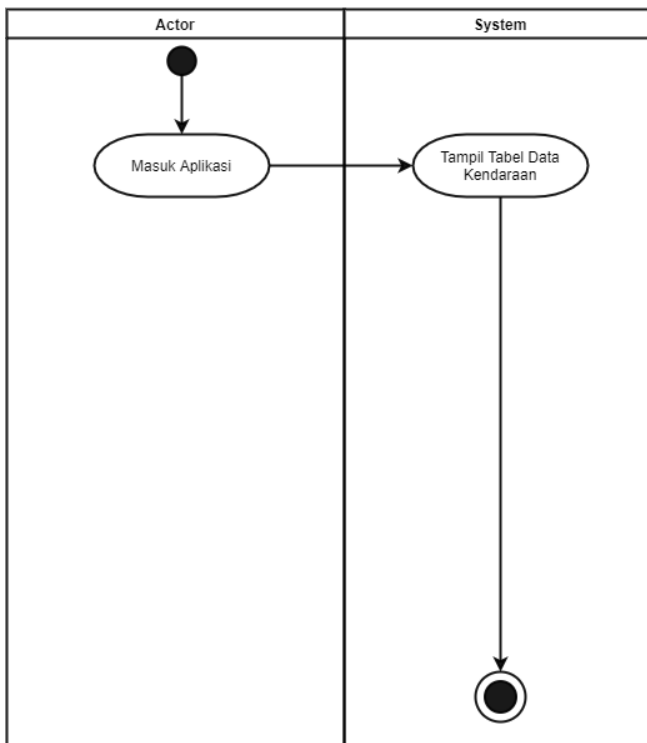 Actor
System
Masuk Aplikasi
Tampil Tabel Data
Kendaraan